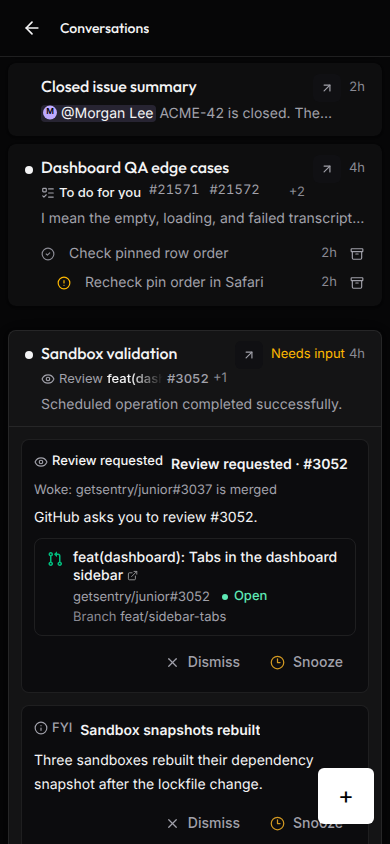 Conversations
Closed issue summary 2h
M @Morgan Lee ACME-42 is closed. The…
Dashboard QA edge cases 4h
To do for you #21571 #21572 +2
I mean the empty, loading, and failed transcript…
Check pinned row order 2h
Recheck pin order in Safari 2h
Sandbox validation Needs input 4h
Review feat(das #3052 +1
Scheduled operation completed successfully.
Review requested Review requested · #3052
Woke: getsentry/junior#3037 is merged
GitHub asks you to review #3052.
feat(dashboard): Tabs in the dashboard
sidebar
getsentry/junior#3052 Open
Branch feat/sidebar-tabs
Dismiss Snooze
FYI Sandbox snapshots rebuilt
Three sandboxes rebuilt their dependency
snapshot after the lockfile change.
+
Dismiss Snooze